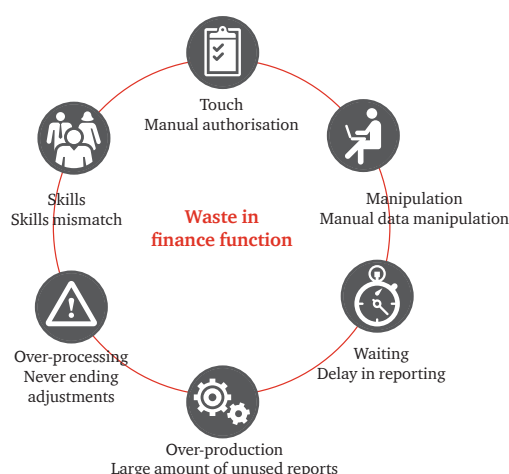 Touch
Manual authorisation
Manipulation
Manual data manipulation
Skills
Skills mismatch
Waste in
finance function
Waiting
Delay in reporting
Over-processing
Never ending
adjustments
Over-production
Large amount of unused reports